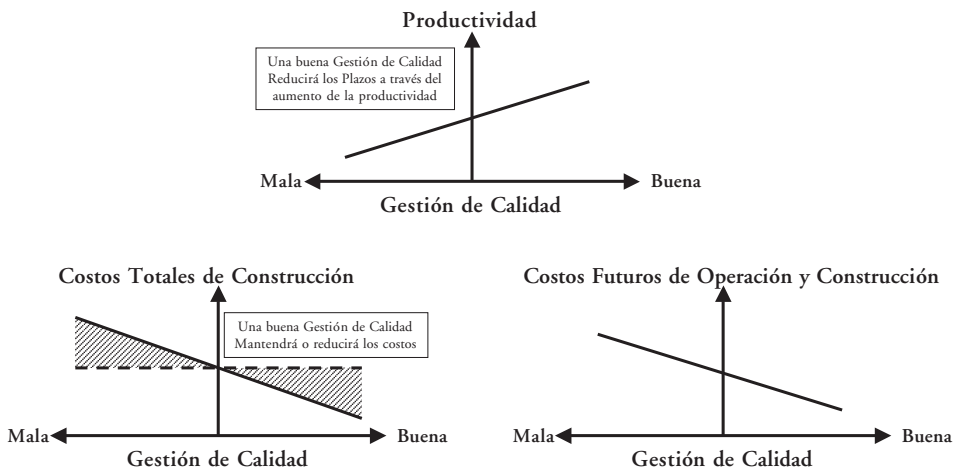 Productividad
Una buena Gestión de Calidad
Reducirá los Plazos a través del
aumento de la productividad
Mala
Buena
Gestión de Calidad
Costos Totales de Construcción
Una buena Gestión de Calidad
Mantendrá o reducirá los costos
Mala
Buena
Gestión de Calidad
Costos Futuros de Operación y Construcción
Mala
Buena
Gestión de Calidad